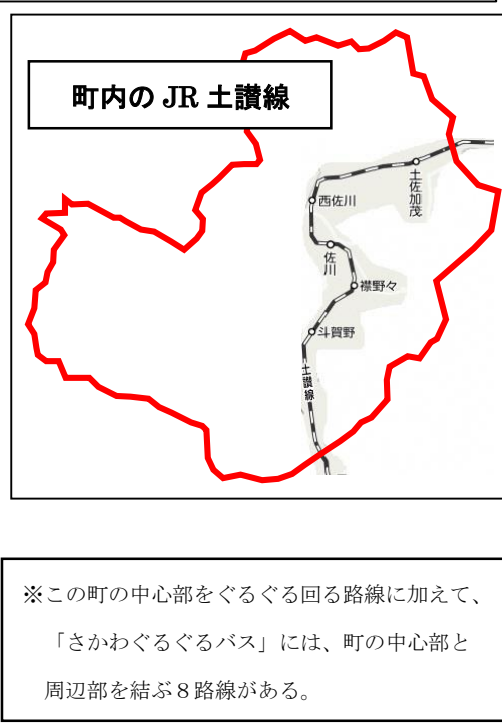 町内の JR 土讃線
土佐加茂
西佐川
佐川
襟野々
斗賀野
土讃線
※この町の中心部をぐるぐる回る路線に加えて、
「さかわぐるぐるバス」には、町の中心部と
周辺部を結ぶ８路線がある。